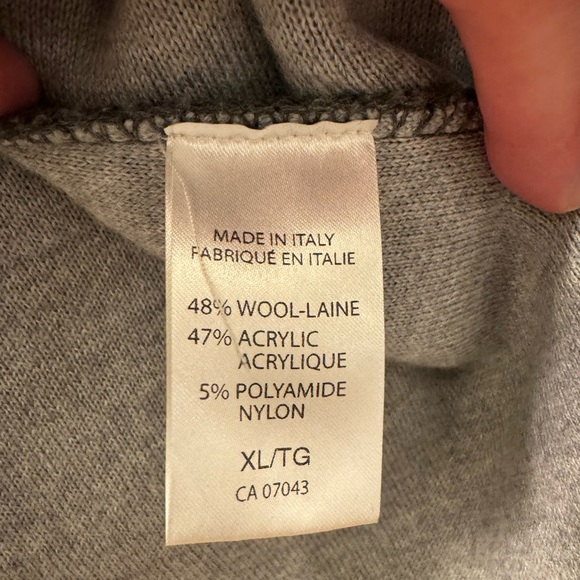 MADE IN ITALY
FABRIQUÉ EN ITALIE
48% WOOL-LAINE
47% ACRYLIC
ACRYLIQUE
5% POLYAMIDE
NYLON
XL/TG
CA 07043